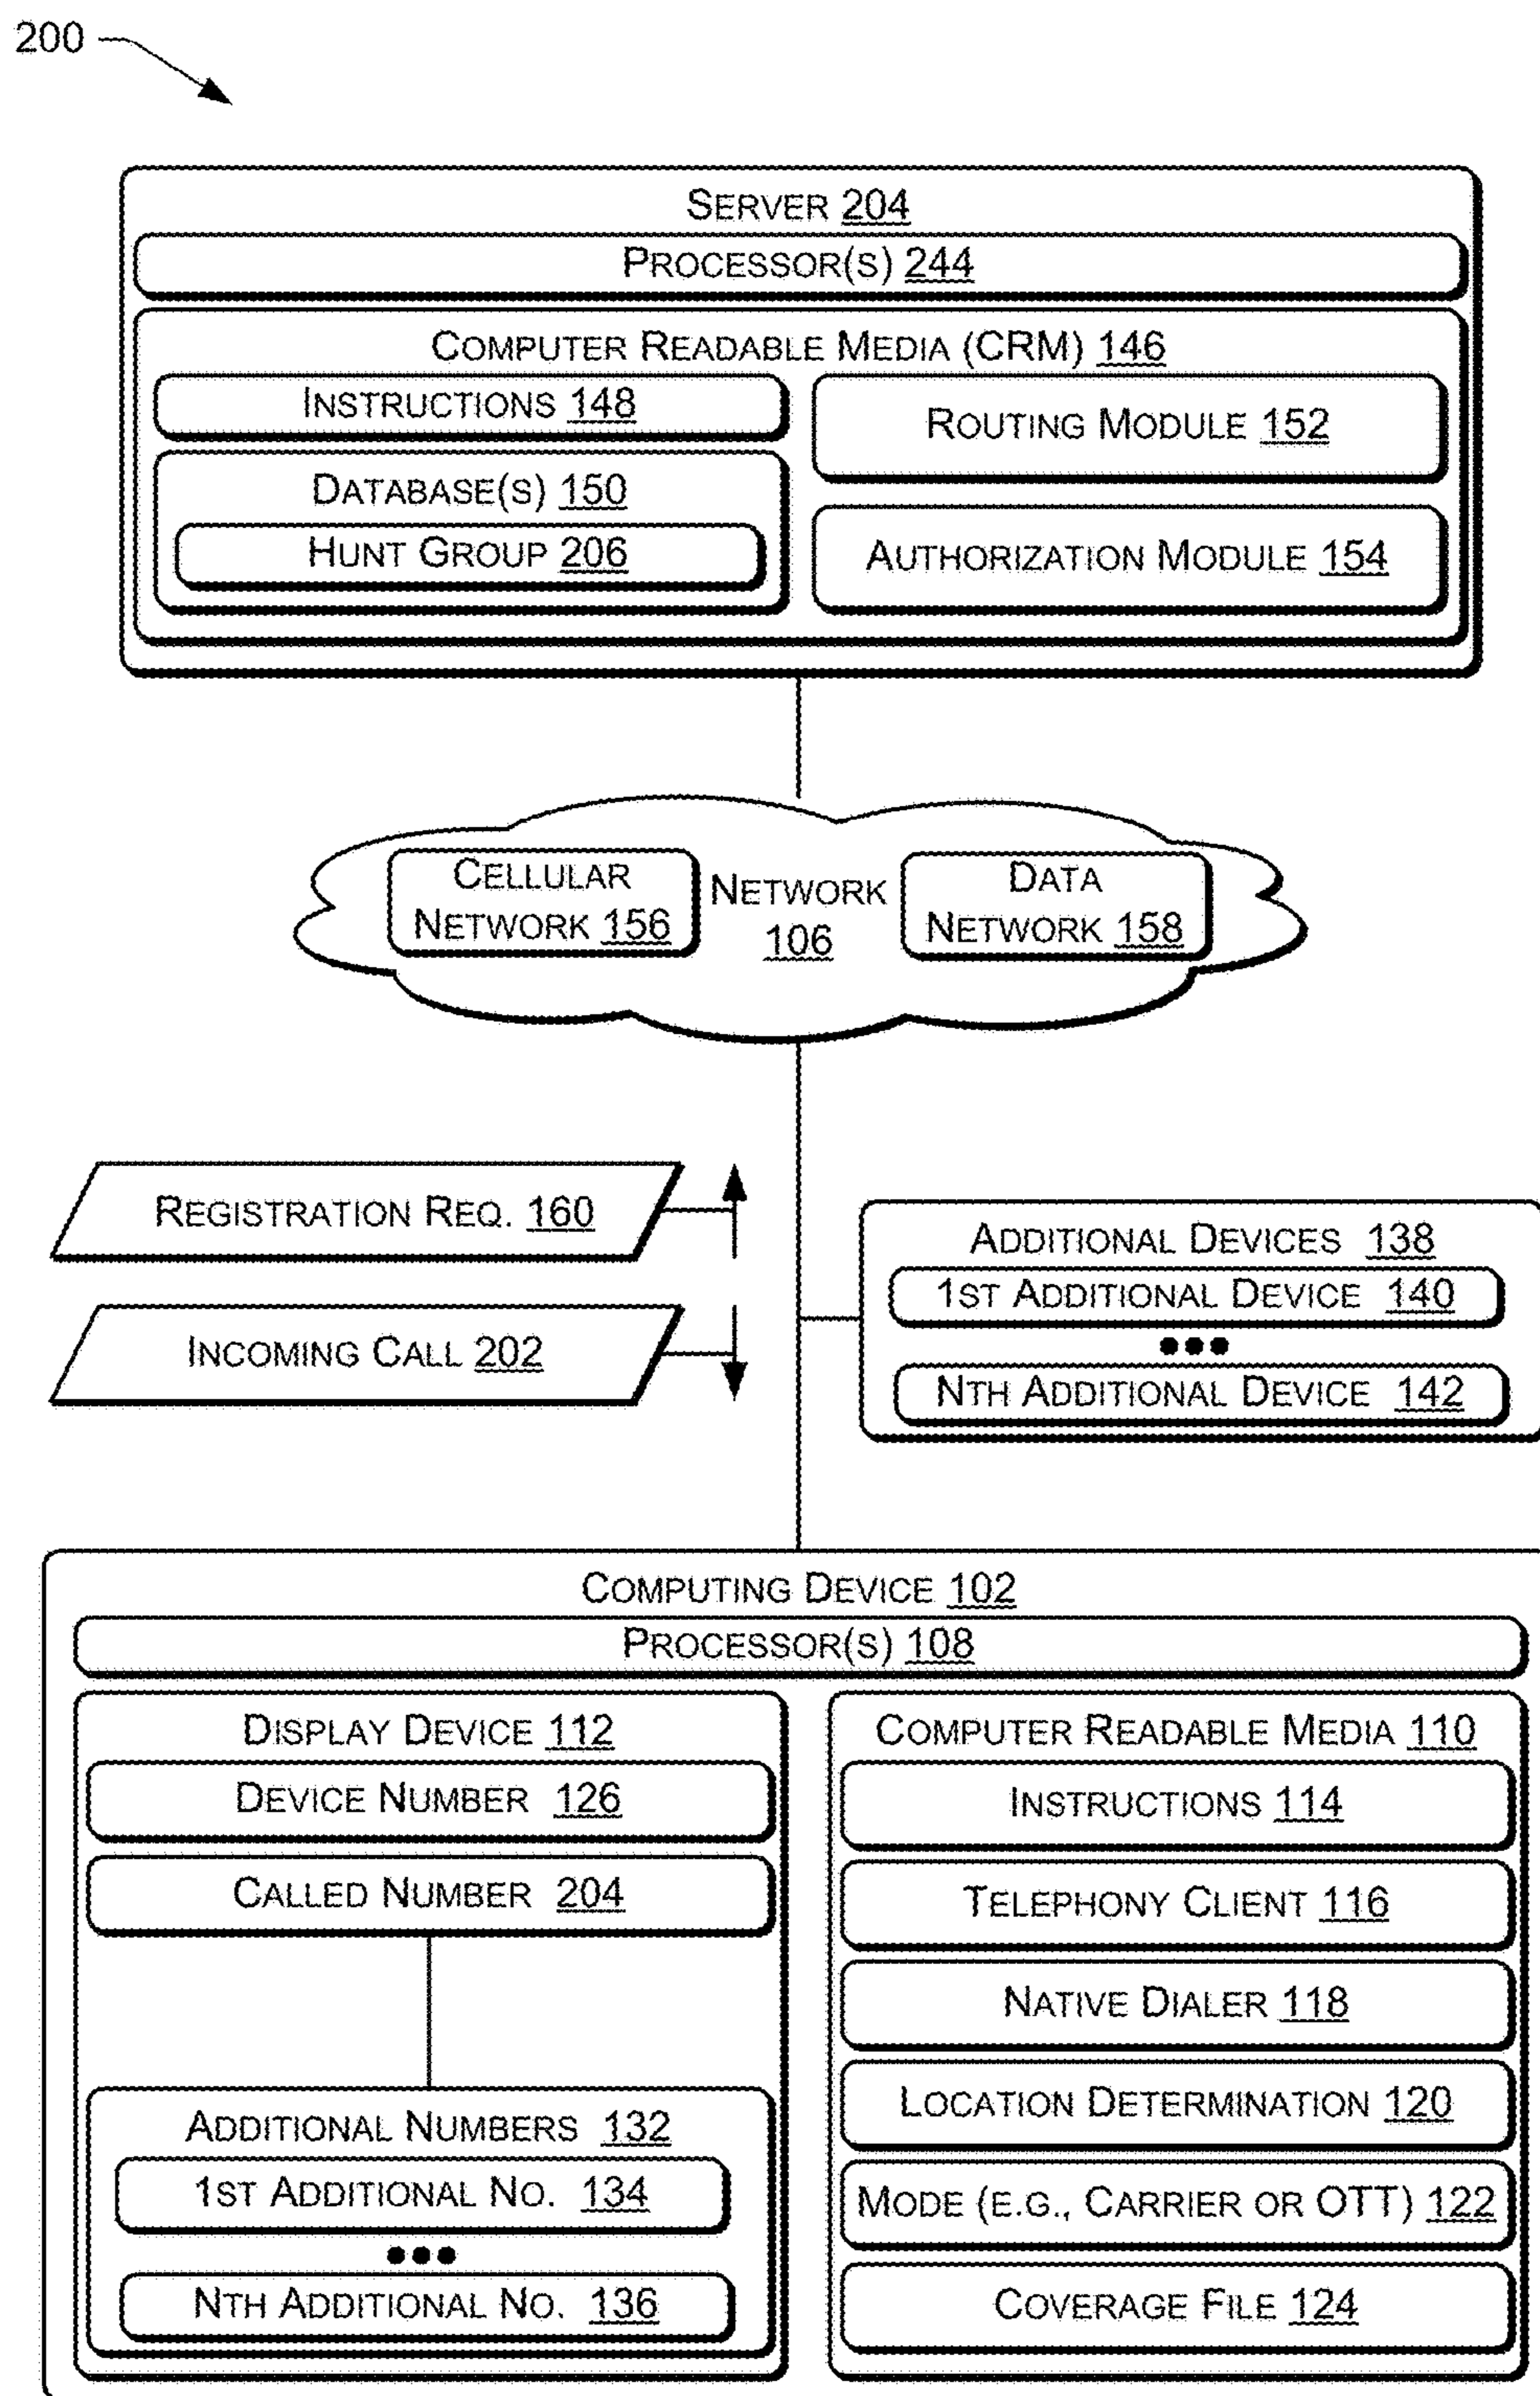 200
SERVER 204
PROCESSOR(S) 244
COMPUTER READABLE MEDIA (CRM) 146
INSTRUCTIONS 148
DATABASE(S) 150
HUNT GROUP 206
ROUTING MODULE 152
AUTHORIZATION MODULE 154
CELLULAR
NETWORK 156
NETWORK
106
DATA
NETWORK 158
REGISTRATION REQ. 160
INCOMING CALL 202
ADDITIONAL DEVICES 138
1ST ADDITIONAL DEVICE 140
NTH ADDITIONAL DEVICE 142
COMPUTING DEVICE 102
PROCESSOR(S) 108
DISPLAY DEVICE 112
DEVICE NUMBER 126
CALLED NUMBER 204
ADDITIONAL NUMBERS 132
1ST ADDITIONAL NO. 134
NTH ADDITIONAL NO. 136
COMPUTER READABLE MEDIA 110
INSTRUCTIONS 114
TELEPHONY CLIENT 116
NATIVE DIALER 118
LOCATION DETERMINATION 120
MODE (E.G., CARRIER OR OTT) 122
COVERAGE FILE 124